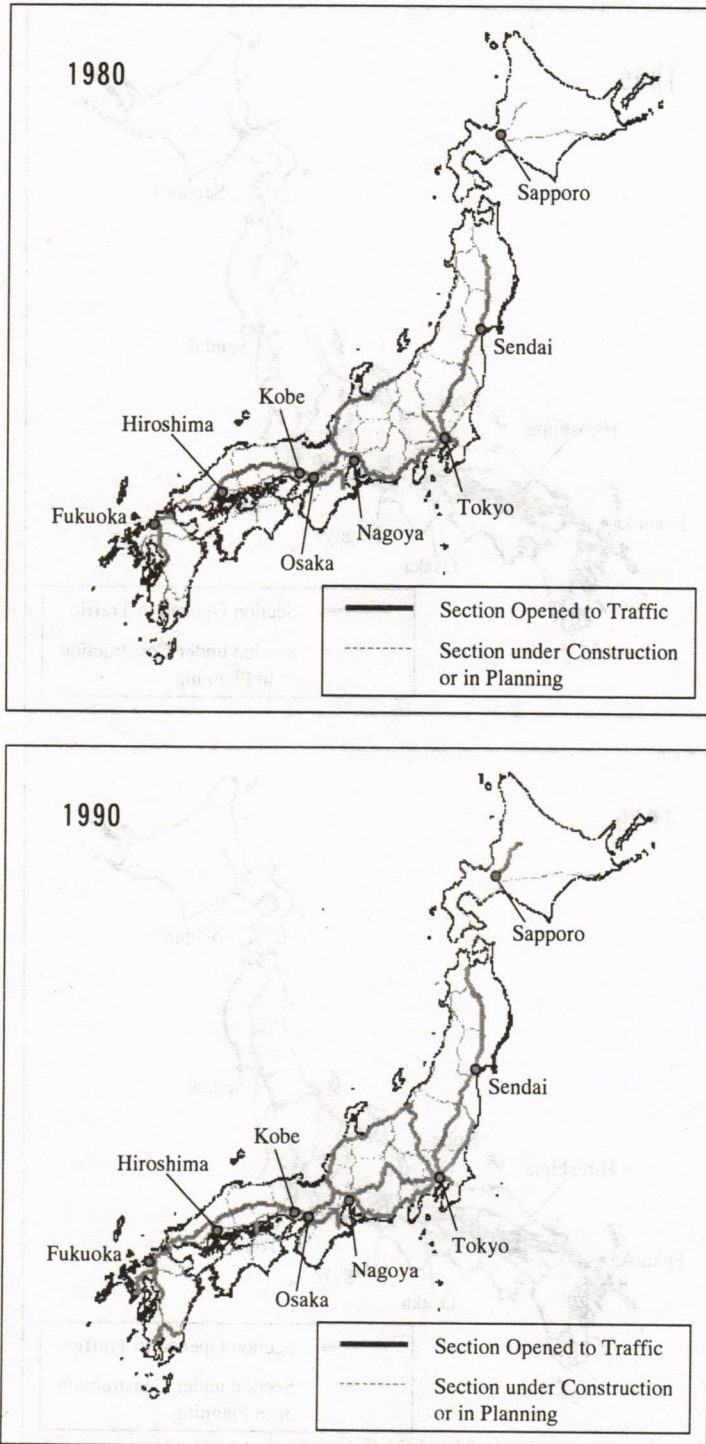 1980
Sapporo
Sendai
Kobe
Hiroshima
Fukuoka
Tokyo
Nagoya
Osaka
Section Opened to Traffic
Section under Construction
or in Planning
1990
Sapporo
Sendai
Kobe
Hiroshima
Fukuoka
Tokyo
Nagoya
Osaka
Section Opened to Traffic
Section under Construction
or in Planning